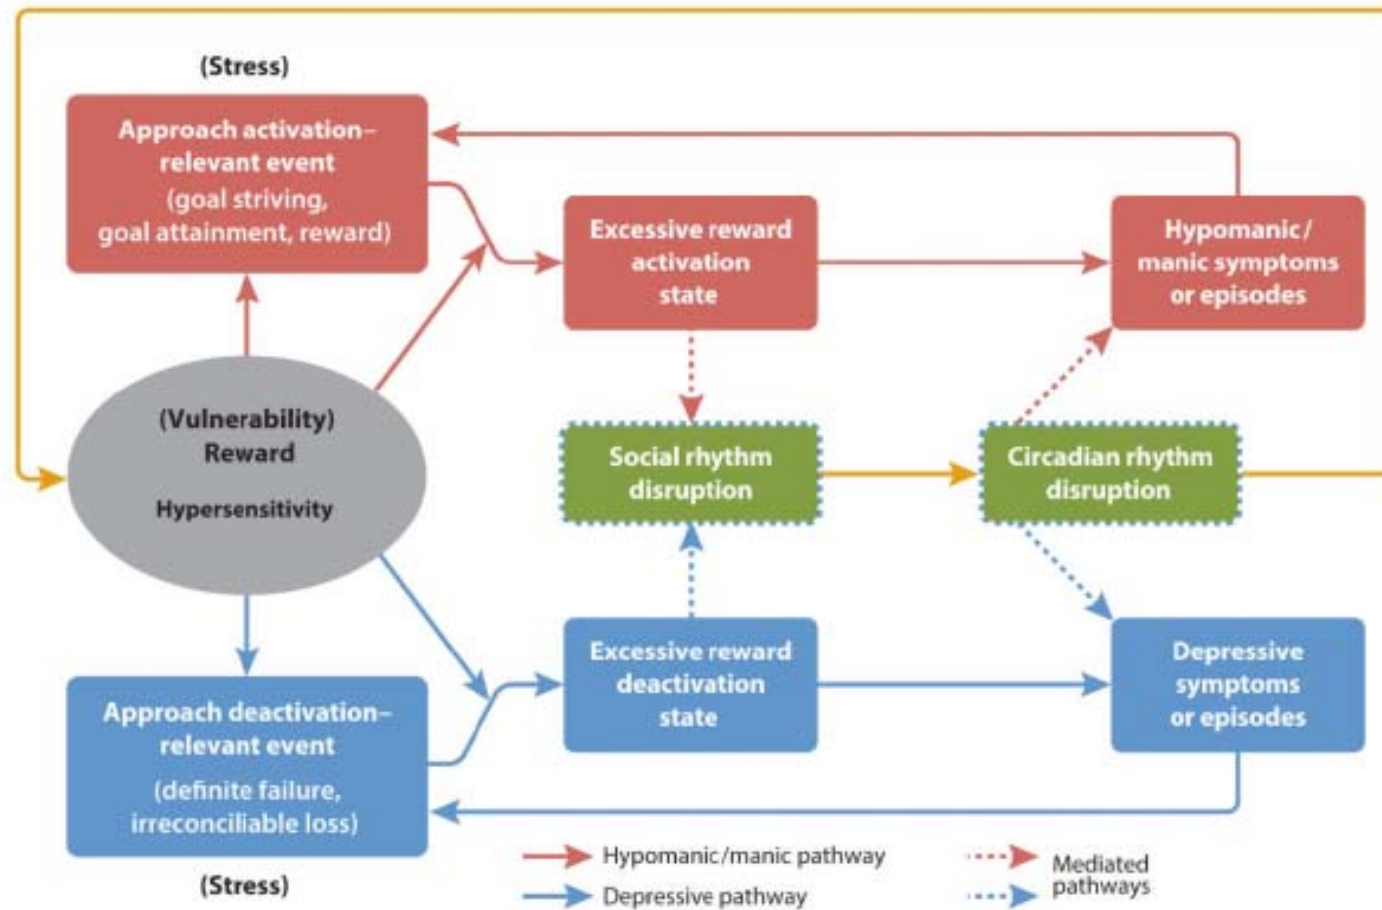 (Stress)
Approach activation–
relevant event
(goal striving,
goal attainment, reward)
Excessive reward
activation
state
Hypomanic/
manic symptoms
or episodes
(Vulnerability)
Reward
Hypersensitivity
Social rhythm
disruption
Circadian rhythm
disruption
Approach deactivation–
relevant event
(definite failure,
irreconcilable loss)
Excessive reward
deactivation
state
Depressive
symptoms
or episodes
(Stress)
Hypomanic/manic pathway
Depressive pathway
Mediated
pathways